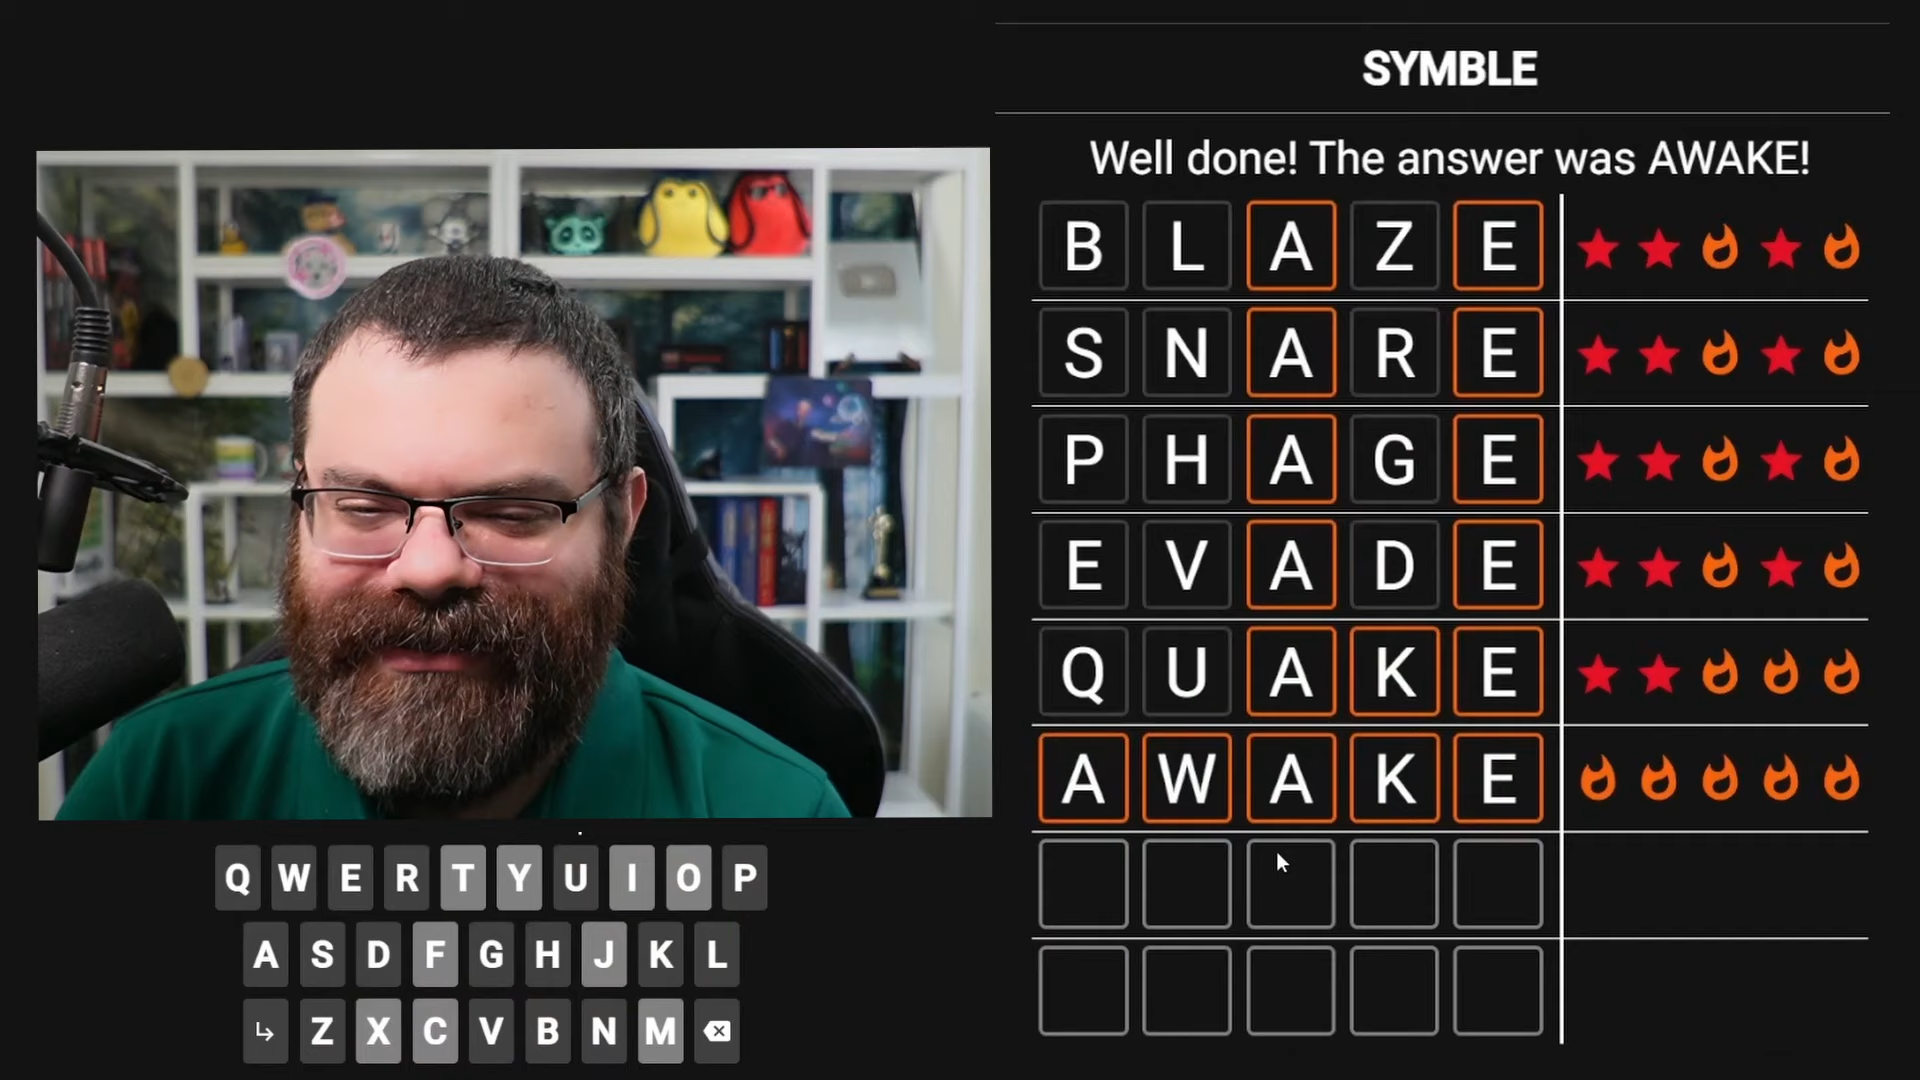 SYMBLE
Well done! The answer was AWAKE!
B L A Z E
S N A R E
P H A G E
E V A D E
Q U A K E
A W A K E
Q W E R T Y U I O P
A S D F G H J K L
Z X C V B N M